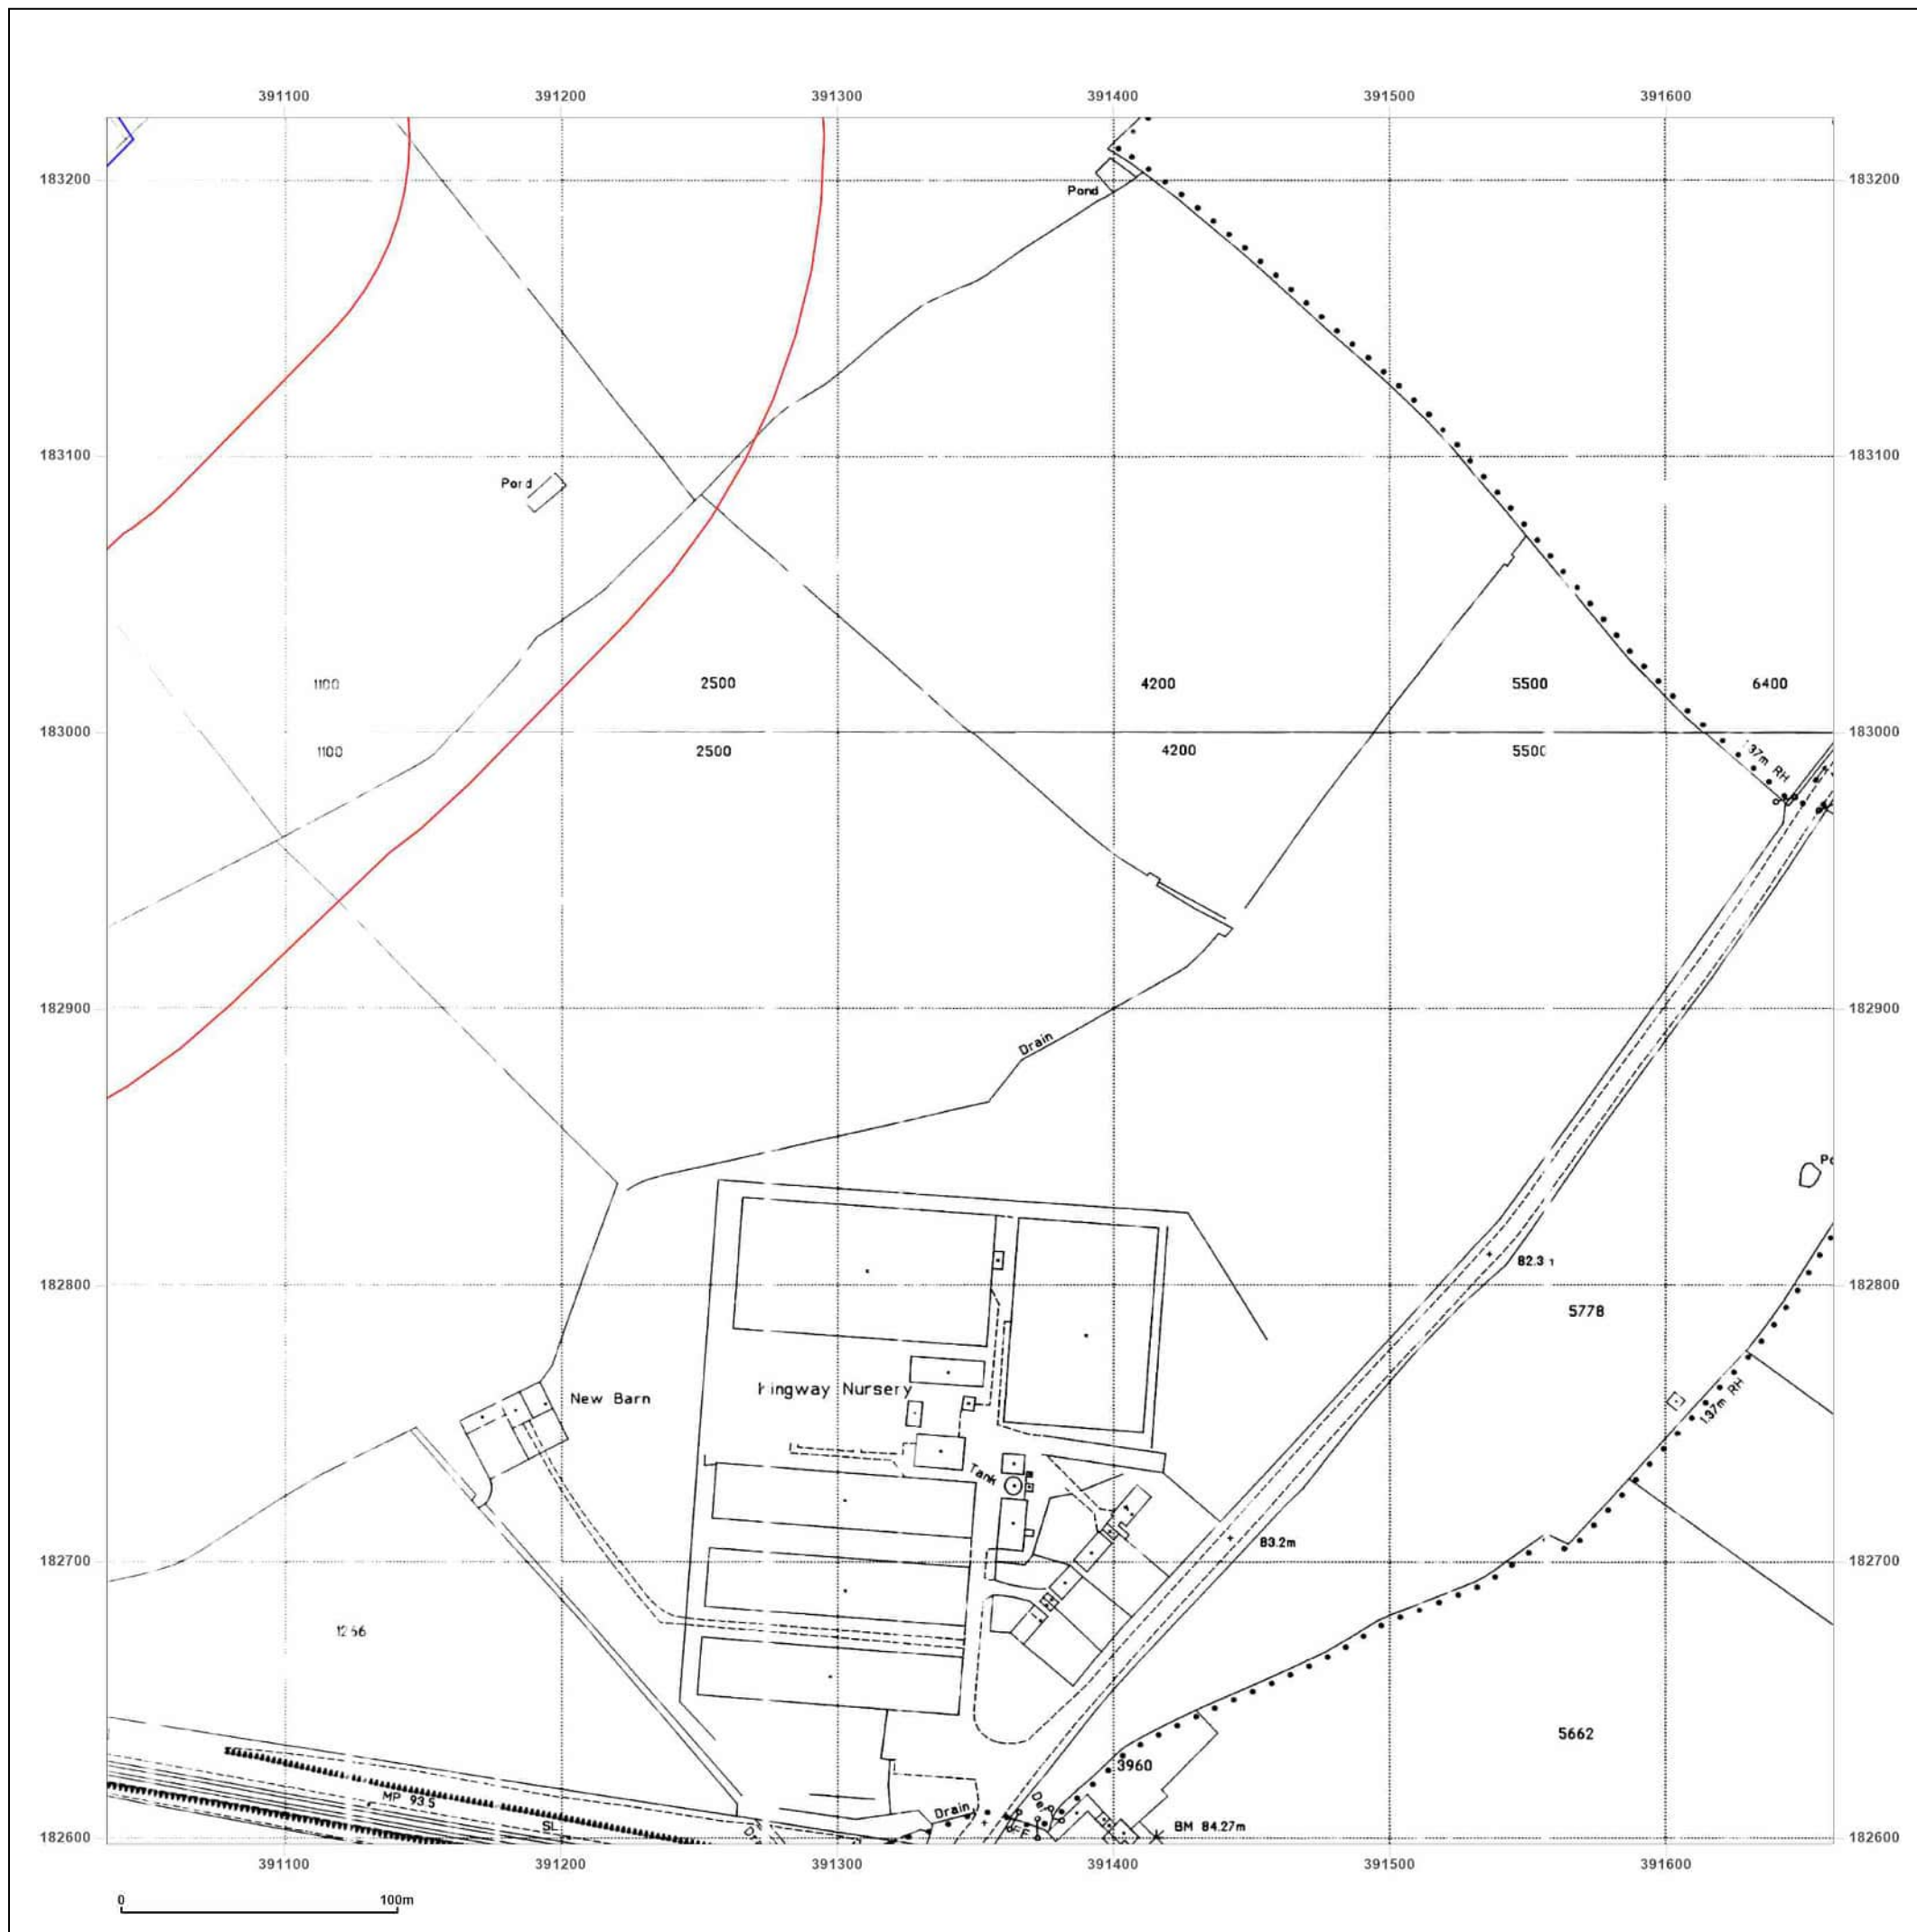 391100 391200 391300 391400 391500 391600
183200 183200
Pond
183100 183100
Pond
1100 2500 4200 5500 6400
183000 183000
1100 2500 4200 5500
1.37m RH
182900 182900
Drain
82.3
182800 182800
5778
New Barn
Kingway Nursery
1.37m RH
Tank
182700 83.2m 182700
1266
5662
3960
MP 93.5
Drain
SL
BM 84.27m
182600 182600
391100 391200 391300 391400 391500 391600
0 100m